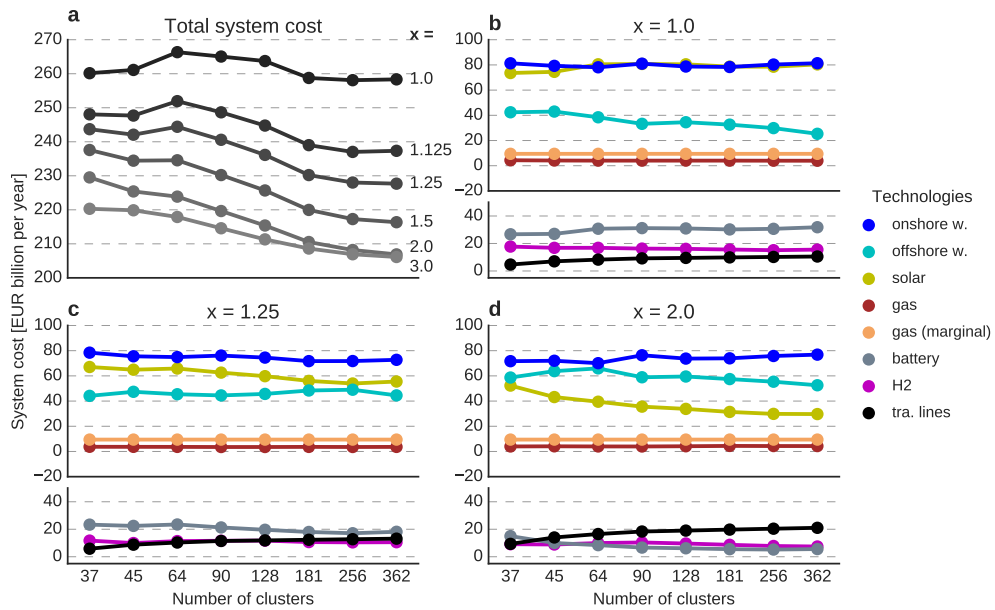 a
Total system cost
x =
270
260
250
240
230
220
210
200
1.0
1.125
1.25
1.5
2.0
3.0
b
x = 1.0
100
80
60
40
20
0
−20
40
20
0
System cost [EUR billion per year]
c
x = 1.25
100
80
60
40
20
0
−20
40
20
0
37 45 64 90 128 181 256 362
Number of clusters
d
x = 2.0
100
80
60
40
20
0
−20
40
20
0
37 45 64 90 128 181 256 362
Number of clusters
Technologies
onshore w.
offshore w.
solar
gas
gas (marginal)
battery
H2
tra. lines